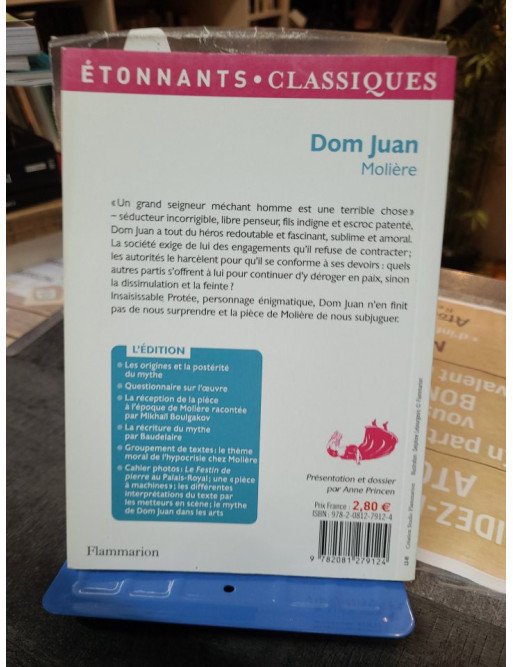 ÉTONNANTS • CLASSIQUES
Dom Juan
Molière
« Un grand seigneur méchant homme est une terrible chose »
– séducteur incorrigible, libre penseur, fils indigne et escroc patenté,
Dom Juan a tout du héros redoutable et fascinant, sublime et amoral.
La société exige de lui des engagements qu'il refuse de contracter ;
les autorités le harcèlent pour qu'il se conforme à ses devoirs : quels
autres partis s'offrent à lui pour continuer d'y déroger en paix, sinon
la dissimulation et la feinte ?
Insaisissable Protée, personnage énigmatique, Dom Juan n'en finit
pas de nous surprendre et la pièce de Molière de nous subjuguer.
L'ÉDITION
• Les origines et la postérité
du mythe
• Questionnaire sur l'œuvre
• La réception de la pièce
à l'époque de Molière racontée
par Mikhaïl Boulgakov
• La récriture du mythe
par Baudelaire
• Groupement de textes : le thème
moral de l'hypocrisie chez Molière
• Cahier photos : Le Festin de
pierre au Palais-Royal ; une « pièce
à machines » ; les différentes
interprétations du texte par
les metteurs en scène ; le mythe
de Dom Juan dans les arts
Présentation et dossier
par Anne Princen
Prix France : 2,80 €
ISBN : 978-2-0812-7912-4
9 782081 279124
Flammarion